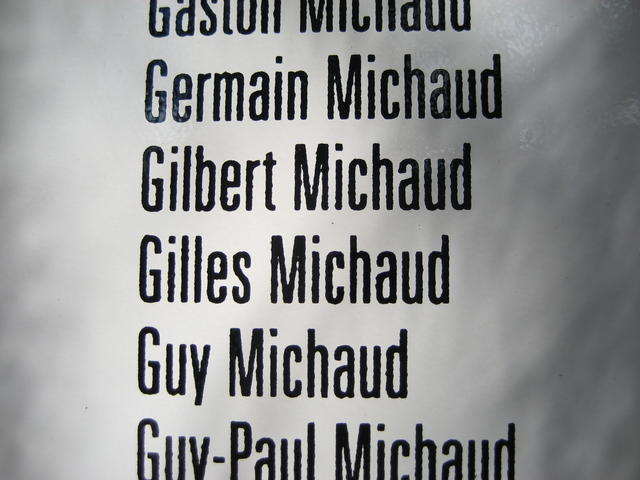 Gaston Michaud
Germain Michaud
Gilbert Michaud
Gilles Michaud
Guy Michaud
Guy-Paul Michaud